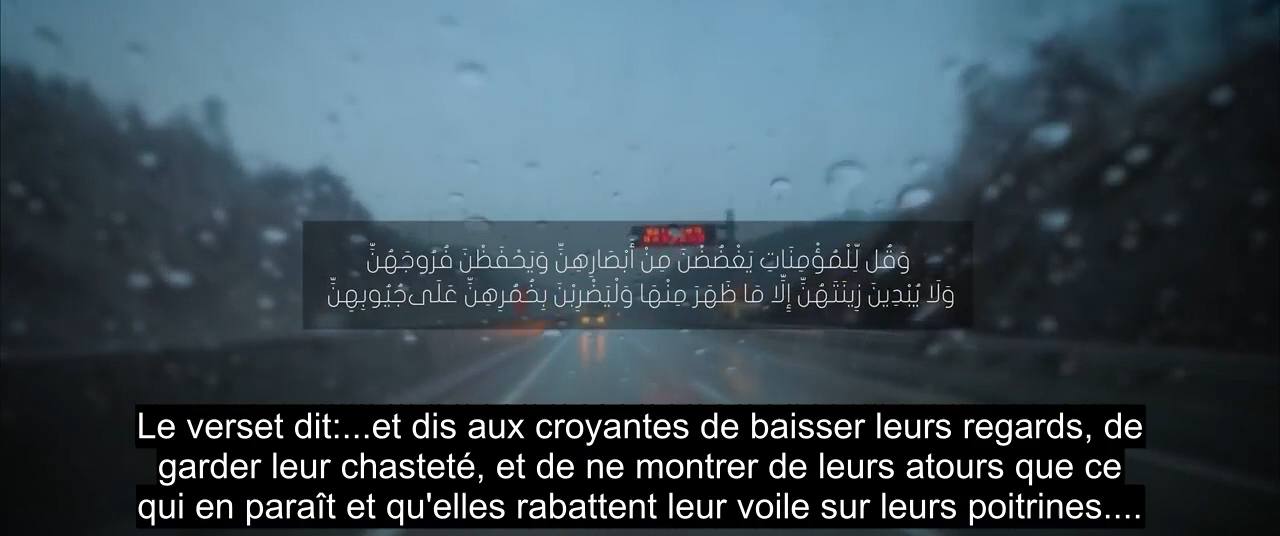 وَقُل لِّلْمُؤْمِنَاتِ يَغْضُضْنَ مِنْ أَبْصَارِهِنَّ وَيَحْفَظْنَ فُرُوجَهُنَّ
وَلَا يُبْدِينَ زِينَتَهُنَّ إِلَّا مَا ظَهَرَ مِنْهَا وَلْيَضْرِبْنَ بِخُمُرِهِنَّ عَلَى جُيُوبِهِنَّ
Le verset dit:...et dis aux croyantes de baisser leurs regards, de
garder leur chasteté, et de ne montrer de leurs atours que ce
qui en paraît et qu'elles rabattent leur voile sur leurs poitrines....